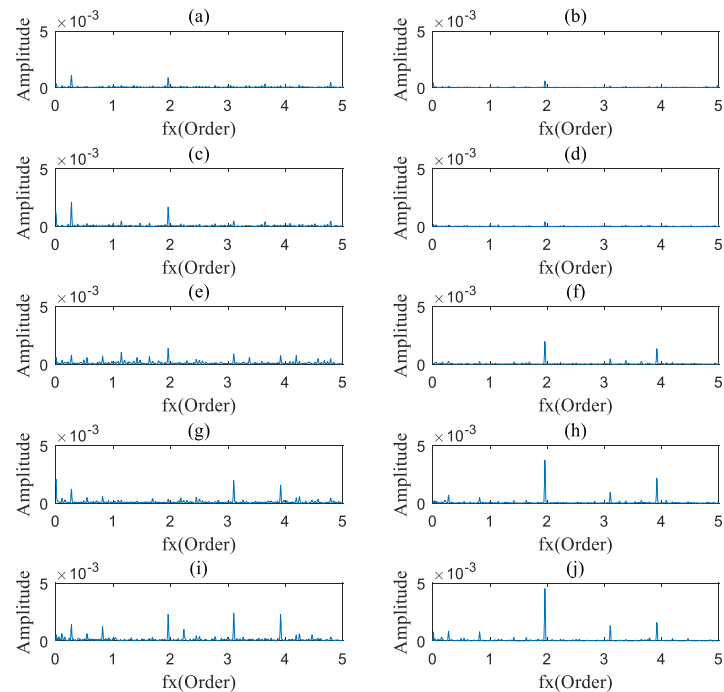 (a) (b)
×10-3 ×10-3
5 5
Amplitude Amplitude
0 0
0 1 2 3 4 5 0 1 2 3 4 5
fx(Order) fx(Order)
(c) (d)
×10-3 ×10-3
5 5
Amplitude Amplitude
0 0
0 1 2 3 4 5 0 1 2 3 4 5
fx(Order) fx(Order)
(e) (f)
×10-3 ×10-3
5 5
Amplitude Amplitude
0 0
0 1 2 3 4 5 0 1 2 3 4 5
fx(Order) fx(Order)
(g) (h)
×10-3 ×10-3
5 5
Amplitude Amplitude
0 0
0 1 2 3 4 5 0 1 2 3 4 5
fx(Order) fx(Order)
(i) (j)
×10-3 ×10-3
5 5
Amplitude Amplitude
0 0
0 1 2 3 4 5 0 1 2 3 4 5
fx(Order) fx(Order)